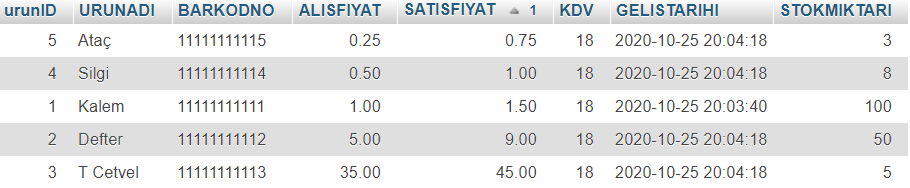 urunID URUNADI BARKODNO ALISFIYAT SATISFIYAT 1 KDV GELISTARIHI STOKMIKTARI
5 Ataç 11111111115 0.25 0.75 18 2020-10-25 20:04:18 3
4 Silgi 11111111114 0.50 1.00 18 2020-10-25 20:04:18 8
1 Kalem 11111111111 1.00 1.50 18 2020-10-25 20:03:40 100
2 Defter 11111111112 5.00 9.00 18 2020-10-25 20:04:18 50
3 T Cetvel 11111111113 35.00 45.00 18 2020-10-25 20:04:18 5